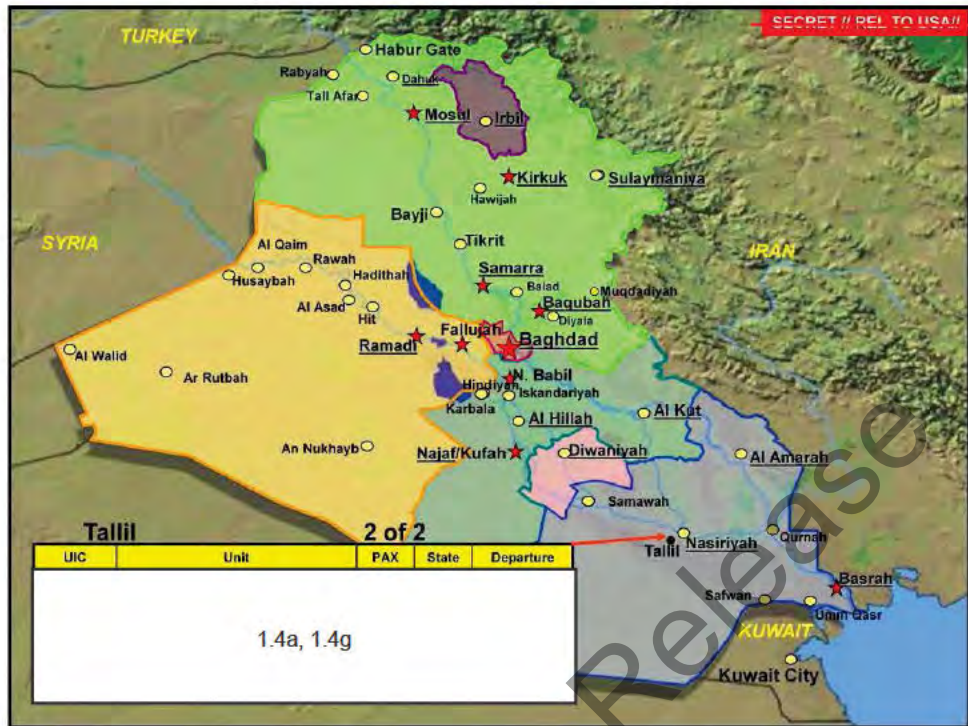 SECRET // REL TO USA//
TURKEY
Habur Gate
Rabyah
Dahuk
Tall Afar
Mosul
Irbil
Kirkuk
Sulaymaniya
Hawijah
Bayji
SYRIA
Tikrit
IRAN
Al Qaim
Rawah
Husaybah
Hadithah
Samarra
Balad
Muqdadiyah
Al Asad
Hit
Baqubah
Diyala
Fallujah
Ramadi
Baghdad
Al Walid
Ar Rutbah
N. Babil
Hindiyah
Iskandariyah
Karbala
Al Hillah
Al Kut
An Nukhayb
Najaf/Kufah
Diwaniyah
Al Amarah
Samawah
Tallil 2 of 2
UIC Unit PAX State Departure
1.4a, 1.4g
Tallil
Nasiriyah
Qurnah
Basrah
Safwan
Umm Qasr
KUWAIT
Kuwait City
Release